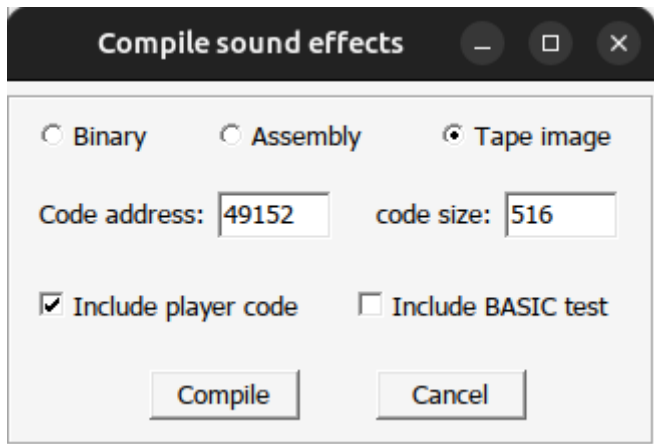 Compile sound effects
Binary Assembly Tape image
Code address: 49152 code size: 516
Include player code Include BASIC test
Compile Cancel